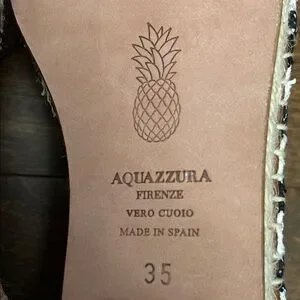 AQUAZZURA
FIRENZE
VERO CUOIO
MADE IN SPAIN
35